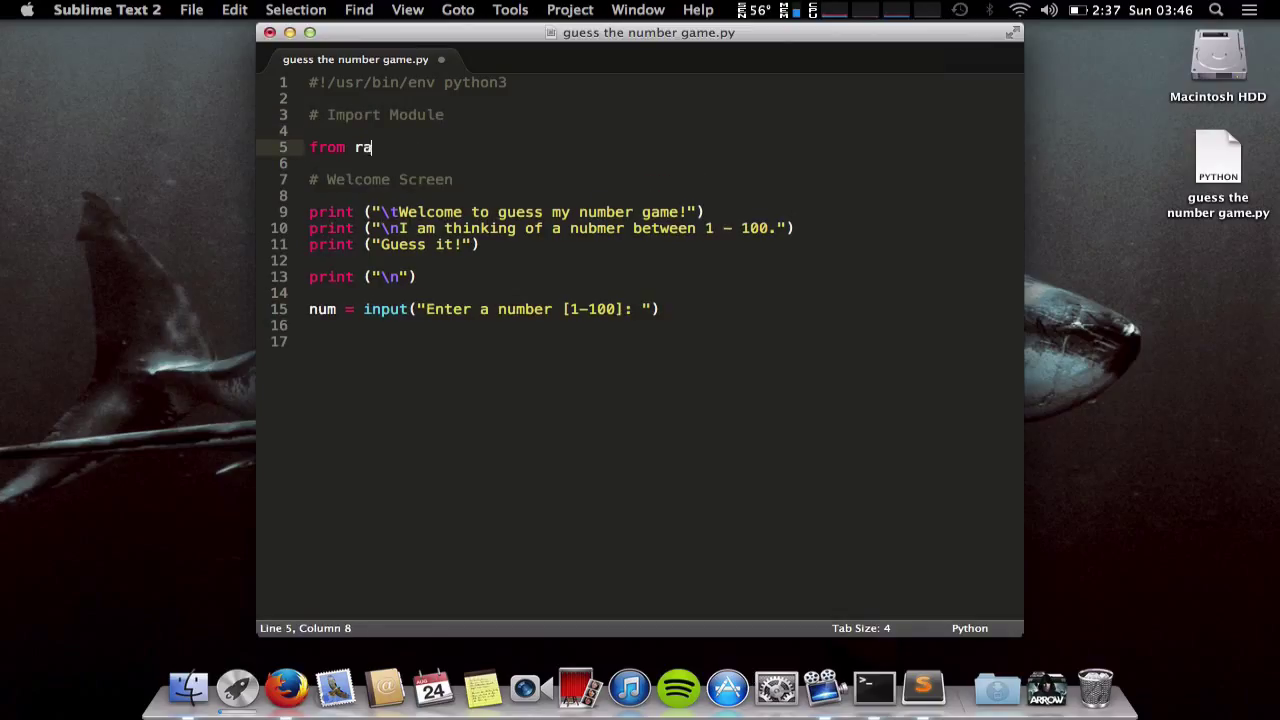 Sublime Text 2 File Edit Selection Find View Goto Tools Project Window Help 56° 2:37 Sun 03:46
guess the number game.py
guess the number game.py
1 #!/usr/bin/env python3
2
3 # Import Module
4
5 from ra
6
7 # Welcome Screen
8
9 print ("\tWelcome to guess my number game!")
10 print ("\nI am thinking of a nubmer between 1 - 100.")
11 print ("Guess it!")
12
13 print ("\n")
14
15 num = input("Enter a number [1-100]: ")
16
17
Line 5, Column 8 Tab Size: 4 Python
Macintosh HDD
PYTHON
guess the
number game.py
AUG
24
ARROW